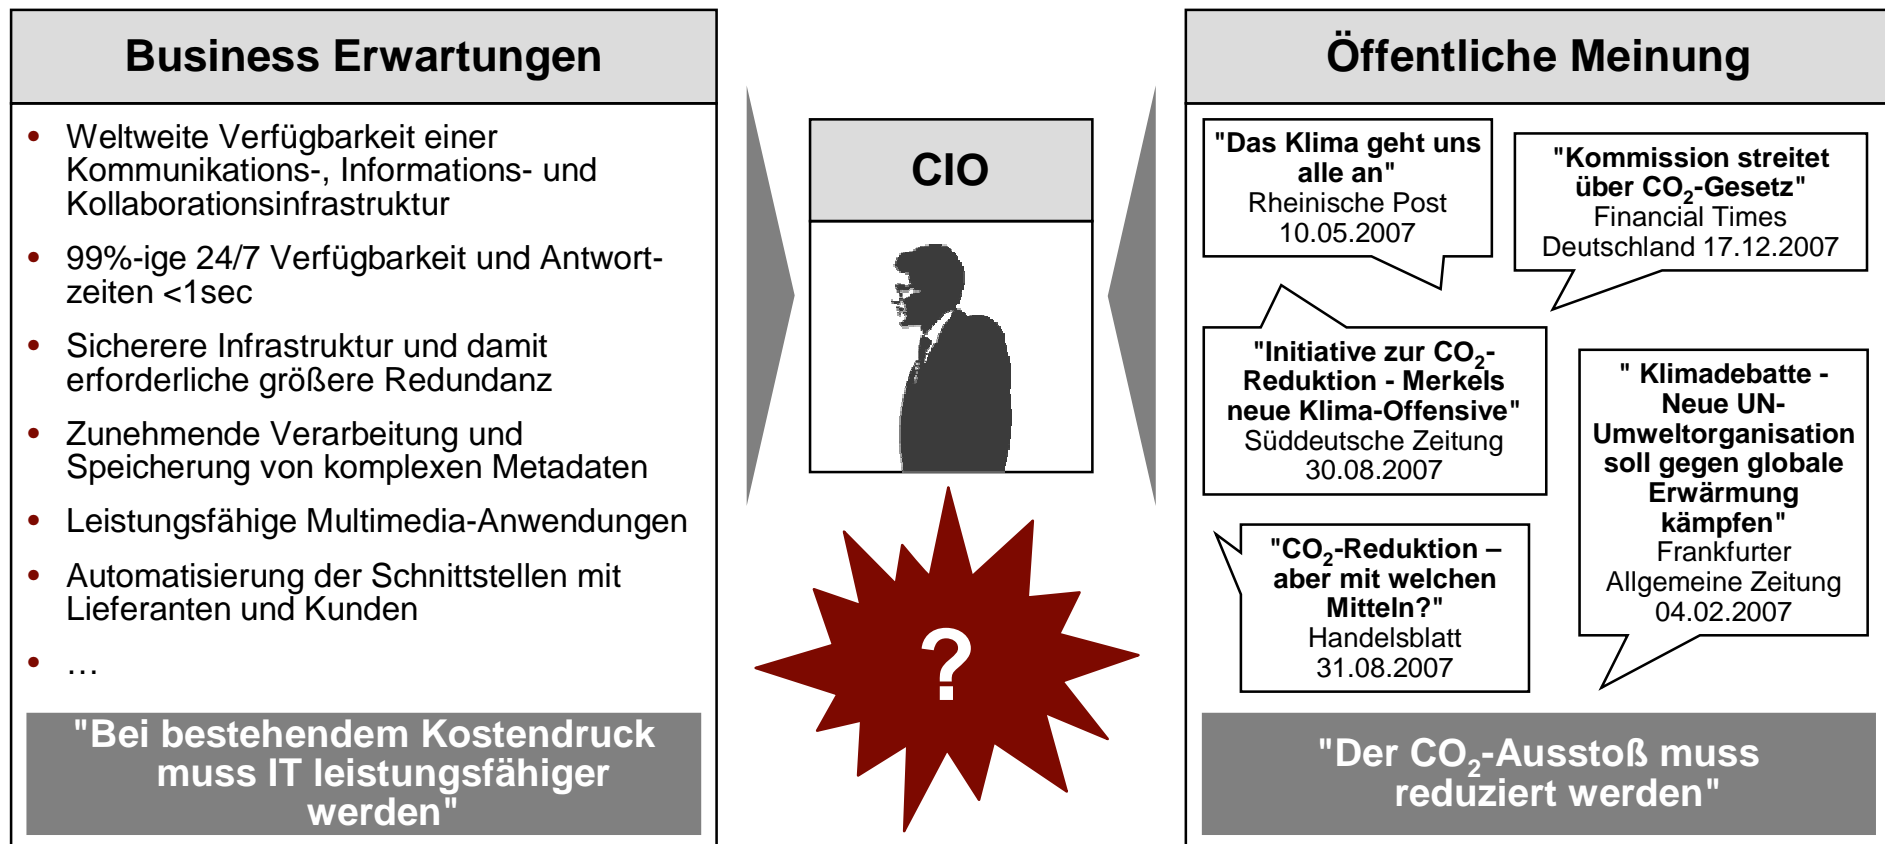 Business Erwartungen
• Weltweite Verfügbarkeit einer
Kommunikations-, Informations- und
Kollaborationsinfrastruktur
• 99%-ige 24/7 Verfügbarkeit und Antwort-
zeiten <1sec
• Sicherere Infrastruktur und damit
erforderliche größere Redundanz
• Zunehmende Verarbeitung und
Speicherung von komplexen Metadaten
• Leistungsfähige Multimedia-Anwendungen
• Automatisierung der Schnittstellen mit
Lieferanten und Kunden
• …
"Bei bestehendem Kostendruck
muss IT leistungsfähiger
werden"
CIO
?
Öffentliche Meinung
"Das Klima geht uns
alle an"
Rheinische Post
10.05.2007
"Kommission streitet
über CO₂-Gesetz"
Financial Times
Deutschland 17.12.2007
"Initiative zur CO₂-
Reduktion - Merkels
neue Klima-Offensive"
Süddeutsche Zeitung
30.08.2007
" Klimadebatte -
Neue UN-
Umweltorganisation
soll gegen globale
Erwärmung
kämpfen"
Frankfurter
Allgemeine Zeitung
04.02.2007
"CO₂-Reduktion –
aber mit welchen
Mitteln?"
Handelsblatt
31.08.2007
"Der CO₂-Ausstoß muss
reduziert werden"